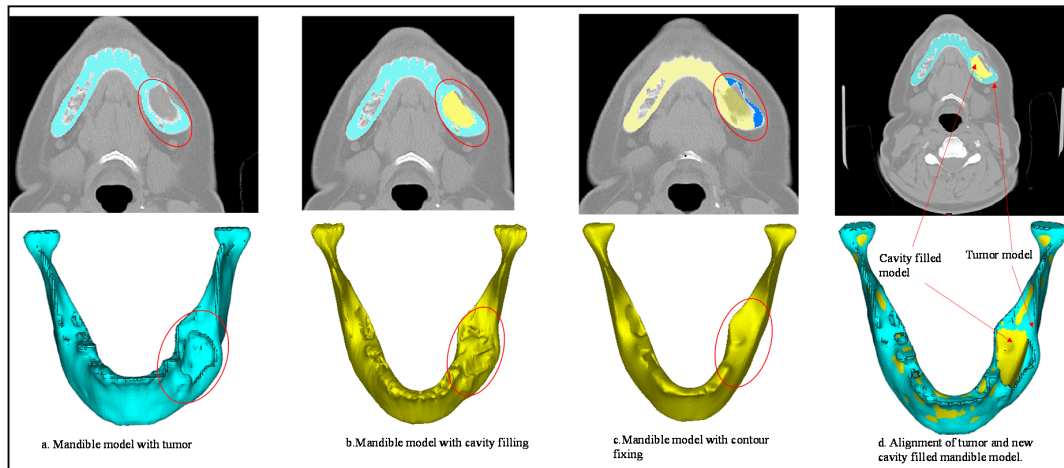 Cavity filled
model
Tumor model
a. Mandible model with tumor
b.Mandible model with cavity filling
c.Mandible model with contour
fixing
d. Alignment of tumor and new
cavity filled mandible model.